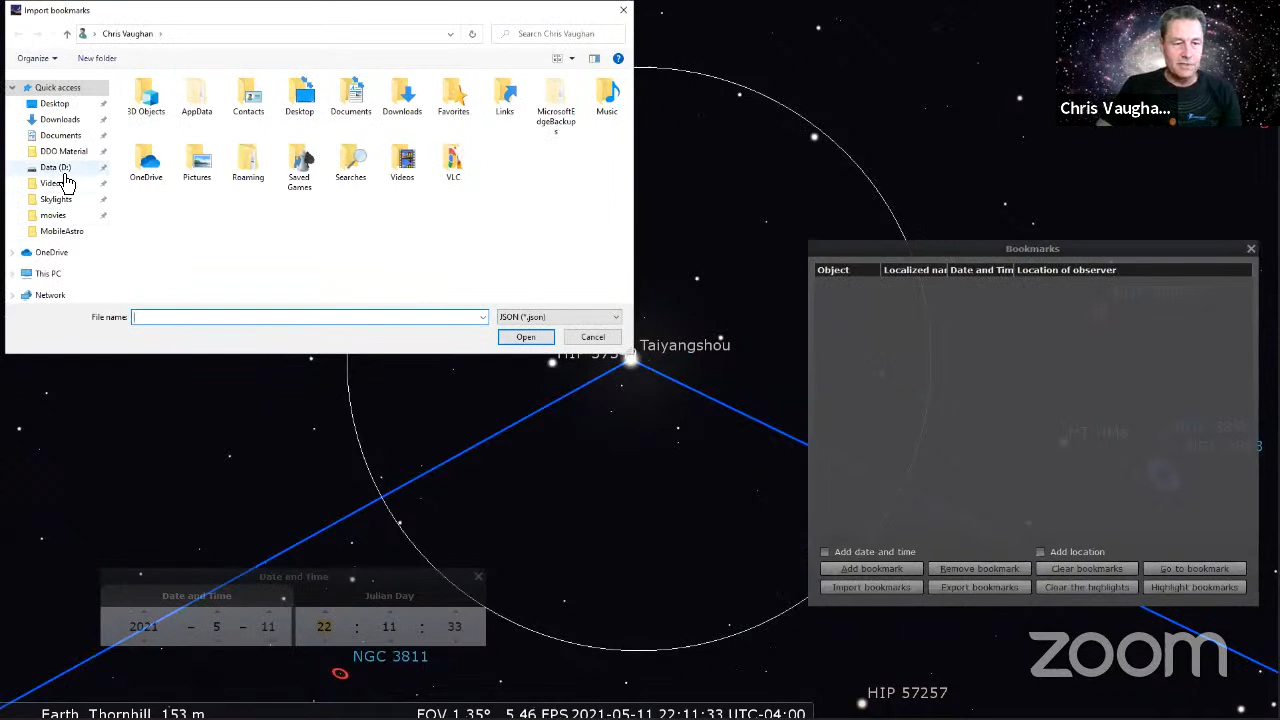 Import bookmarks
Chris Vaughan
Search Chris Vaughan
Organize
New folder
Quick access
Desktop
Downloads
Documents
DDO Material
Data (D:)
Skylights
movies
MobileAstro
OneDrive
This PC
Network
3D Objects
AppData
Contacts
Desktop
Documents
Downloads
Favorites
Links
MicrosoftEdgeBackups
Music
OneDrive
Pictures
Roaming
Saved Games
Searches
Videos
VLC
File name:
JSON (*.json)
Open
Cancel
Chris Vaugha...
Taiyangshou
Bookmarks
Object
Localized nar
Date and Tim
Location of observer
Add date and time
Add location
Add bookmark
Remove bookmark
Clear bookmarks
Go to bookmark
Import bookmarks
Export bookmarks
Clear the highlights
Highlight bookmarks
Date and Time
Date and Time
Julian Day
2021 - 5 - 11
22 : 11 : 33
NGC 3811
HIP 57257
zoom
Earth, Thornhill, 153 m
FOV 1.35°
5.46 FPS
2021-05-11 22:11:33 UTC-04:00